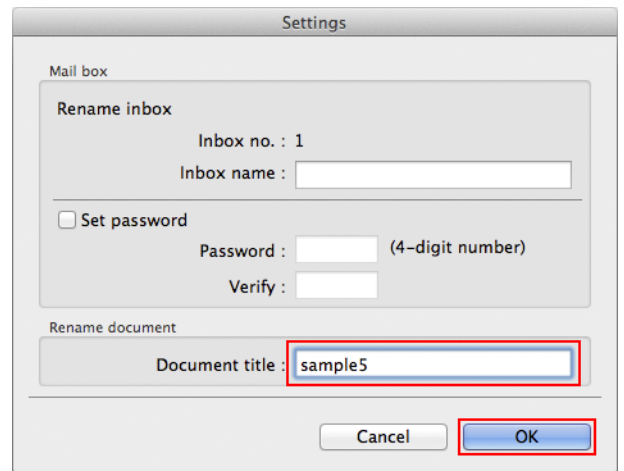 Settings
Mail box
Rename inbox
Inbox no. : 1
Inbox name :
Set password
Password : (4-digit number)
Verify :
Rename document
Document title : sample5
Cancel OK